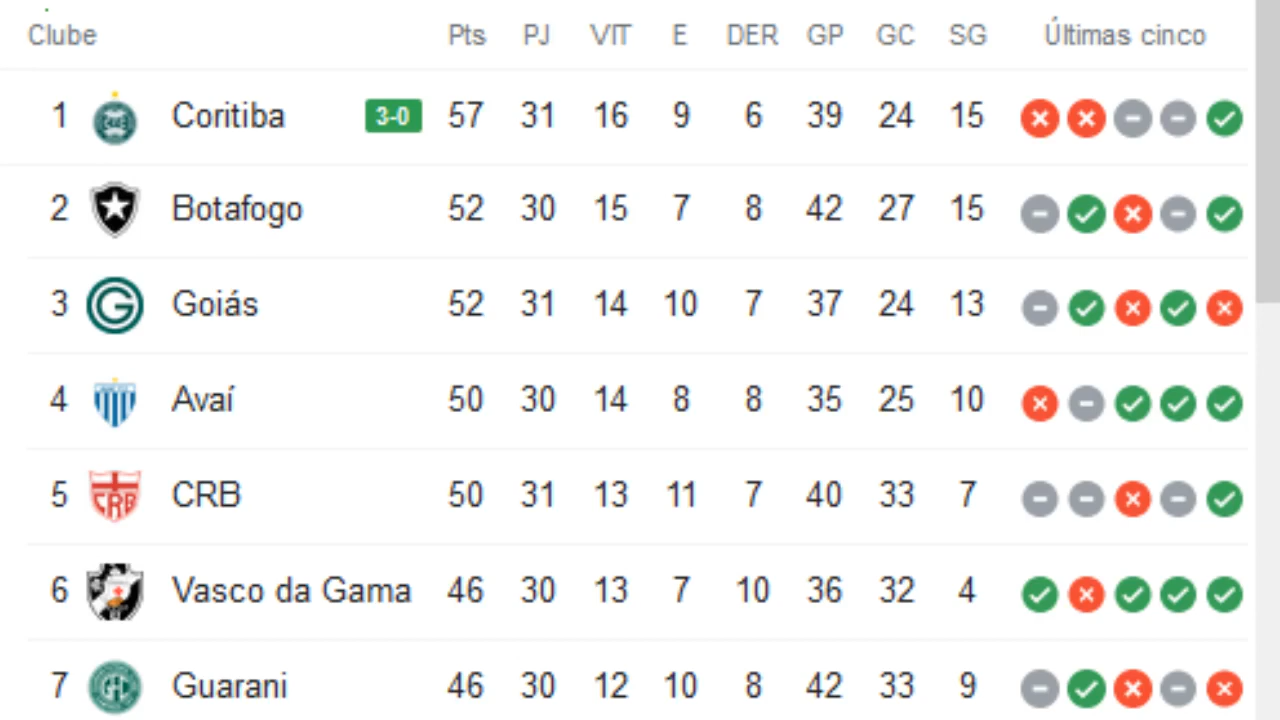 Clube Pts PJ VIT E DER GP GC SG Últimas cinco
1 Coritiba 3-0 57 31 16 9 6 39 24 15
2 Botafogo 52 30 15 7 8 42 27 15
3 G Goiás 52 31 14 10 7 37 24 13
4 Avaí 50 30 14 8 8 35 25 10
5 CRB CRB 50 31 13 11 7 40 33 7
6 Vasco da Gama 46 30 13 7 10 36 32 4
7 Guarani 46 30 12 10 8 42 33 9